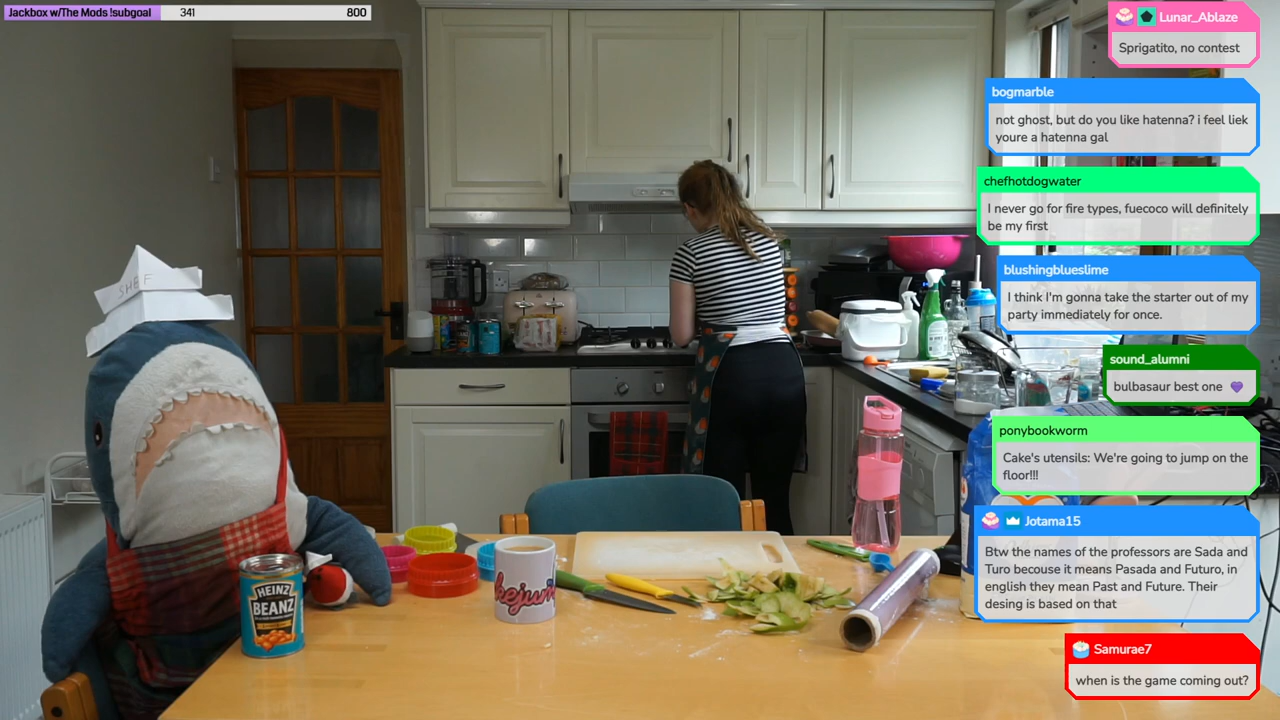 Jackbox w/The Mods !subgoal 341 800
Lunar_Ablaze
Sprigatito, no contest
bogmarble
not ghost, but do you like hatenna? i feel liek
youre a hatenna gal
chefhotdogwater
I never go for fire types, fuecoco will definitely
be my first
blushingblueslime
I think I'm gonna take the starter out of my
party immediately for once.
sound_alumni
bulbasaur best one
ponybookworm
Cake's utensils: We're going to jump on the
floor!!!
Jotama15
Btw the names of the professors are Sada and
Turo becouse it means Pasada and Futuro, in
english they mean Past and Future. Their
desing is based on that
Samurae7
when is the game coming out?
SHEF
HEINZ
BEANZ
kejump